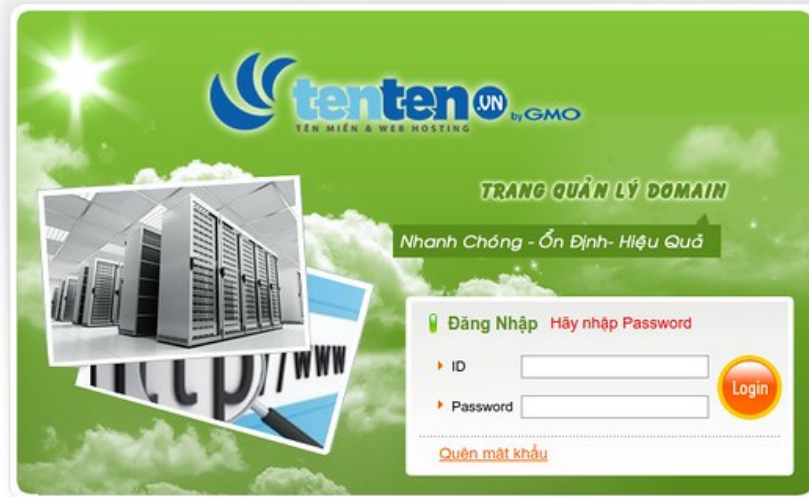 tenten .VN by GMO
TÊN MIỀN & WEB HOSTING
TRANG QUẢN LÝ DOMAIN
Nhanh Chóng - Ổn Định- Hiệu Quả
http://www
Đăng Nhập Hãy nhập Password
ID
Password
Login
Quên mật khẩu